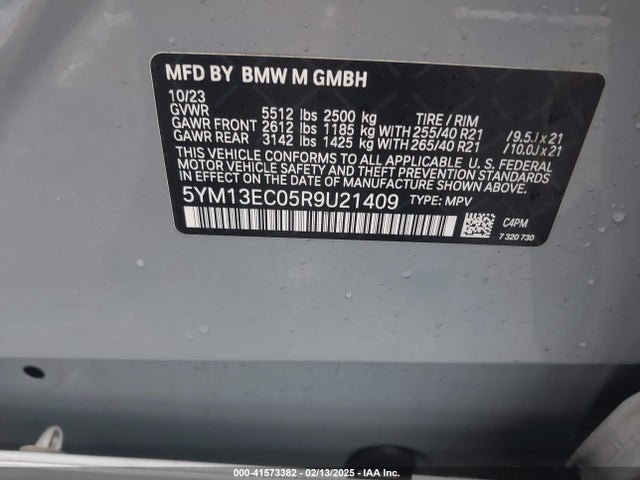 MFD BY BMW M GMBH
10/23
GVWR 5512 lbs 2500 kg TIRE / RIM
GAWR FRONT 2612 lbs 1185 kg WITH 255/40 R21 /9.5J x 21
GAWR REAR 3142 lbs 1425 kg WITH 265/40 R21 /10.0J x 21
THIS VEHICLE CONFORMS TO ALL APPLICABLE U. S. FEDERAL
MOTOR VEHICLE SAFETY, BUMPER, AND THEFT PREVENTION STANDARDS
IN EFFECT ON THE DATE OF MANUFACTURE SHOWN ABOVE.
5YM13EC05R9U21409 TYPE: MPV
C4PM
7 320 730
000-41573382 - 02/13/2025 - IAA Inc.